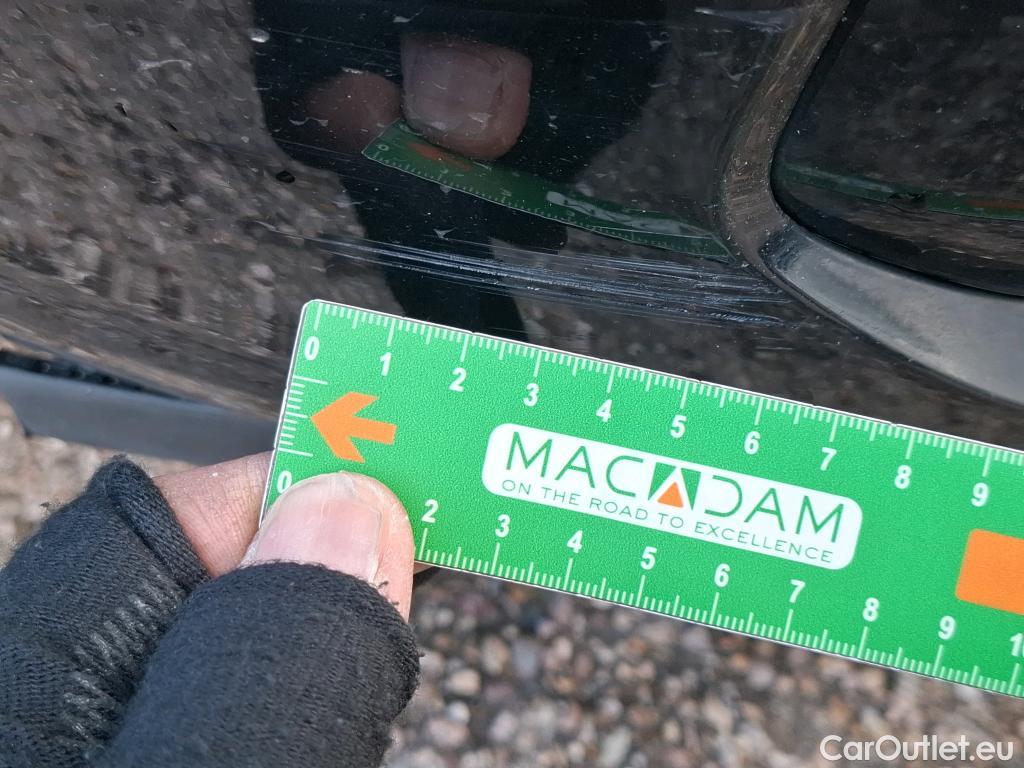 0 1 2 3 4 5 6 7 8 9
MACADAM
ON THE ROAD TO EXCELLENCE
0 2 3 4 5 6 7 8 9 10
CarOutlet.eu